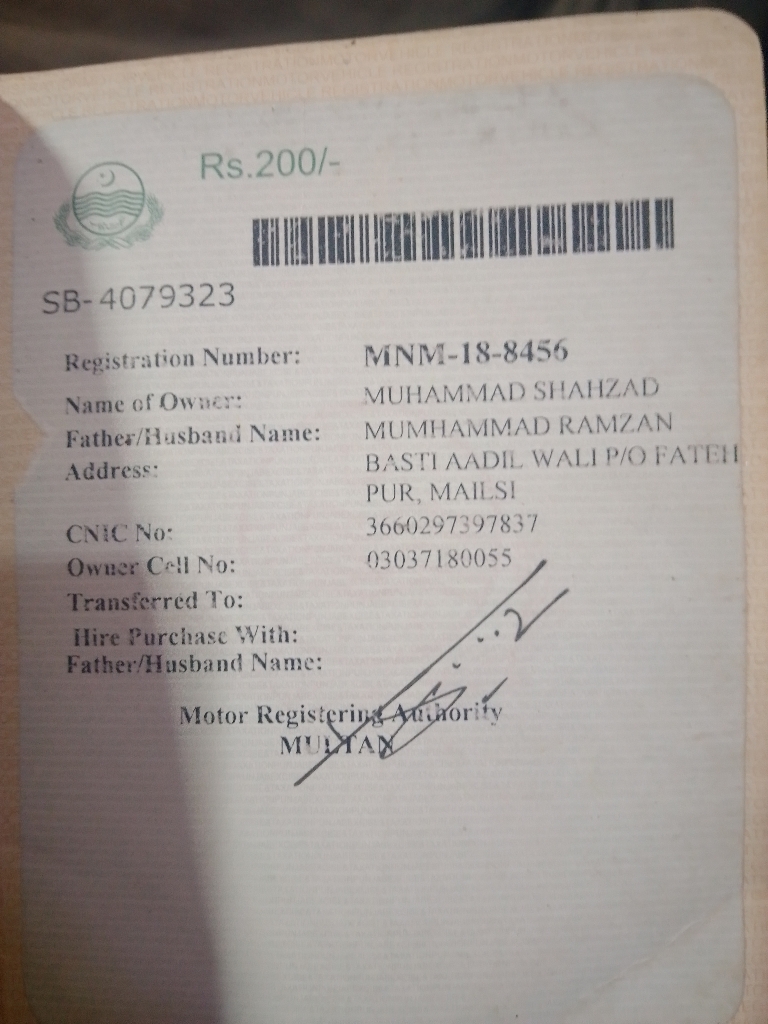 Rs.200/-
SB-4079323
Registration Number: MNM-18-8456
Name of Owner: MUHAMMAD SHAHZAD
Father/Husband Name: MUMHAMMAD RAMZAN
Address: BASTI AADIL WALI P/O FATEH
PUR, MAILSI
CNIC No: 3660297397837
Owner Cell No: 03037180055
Transferred To:
Hire Purchase With:
Father/Husband Name:
Motor Registering Authority
MULTAN